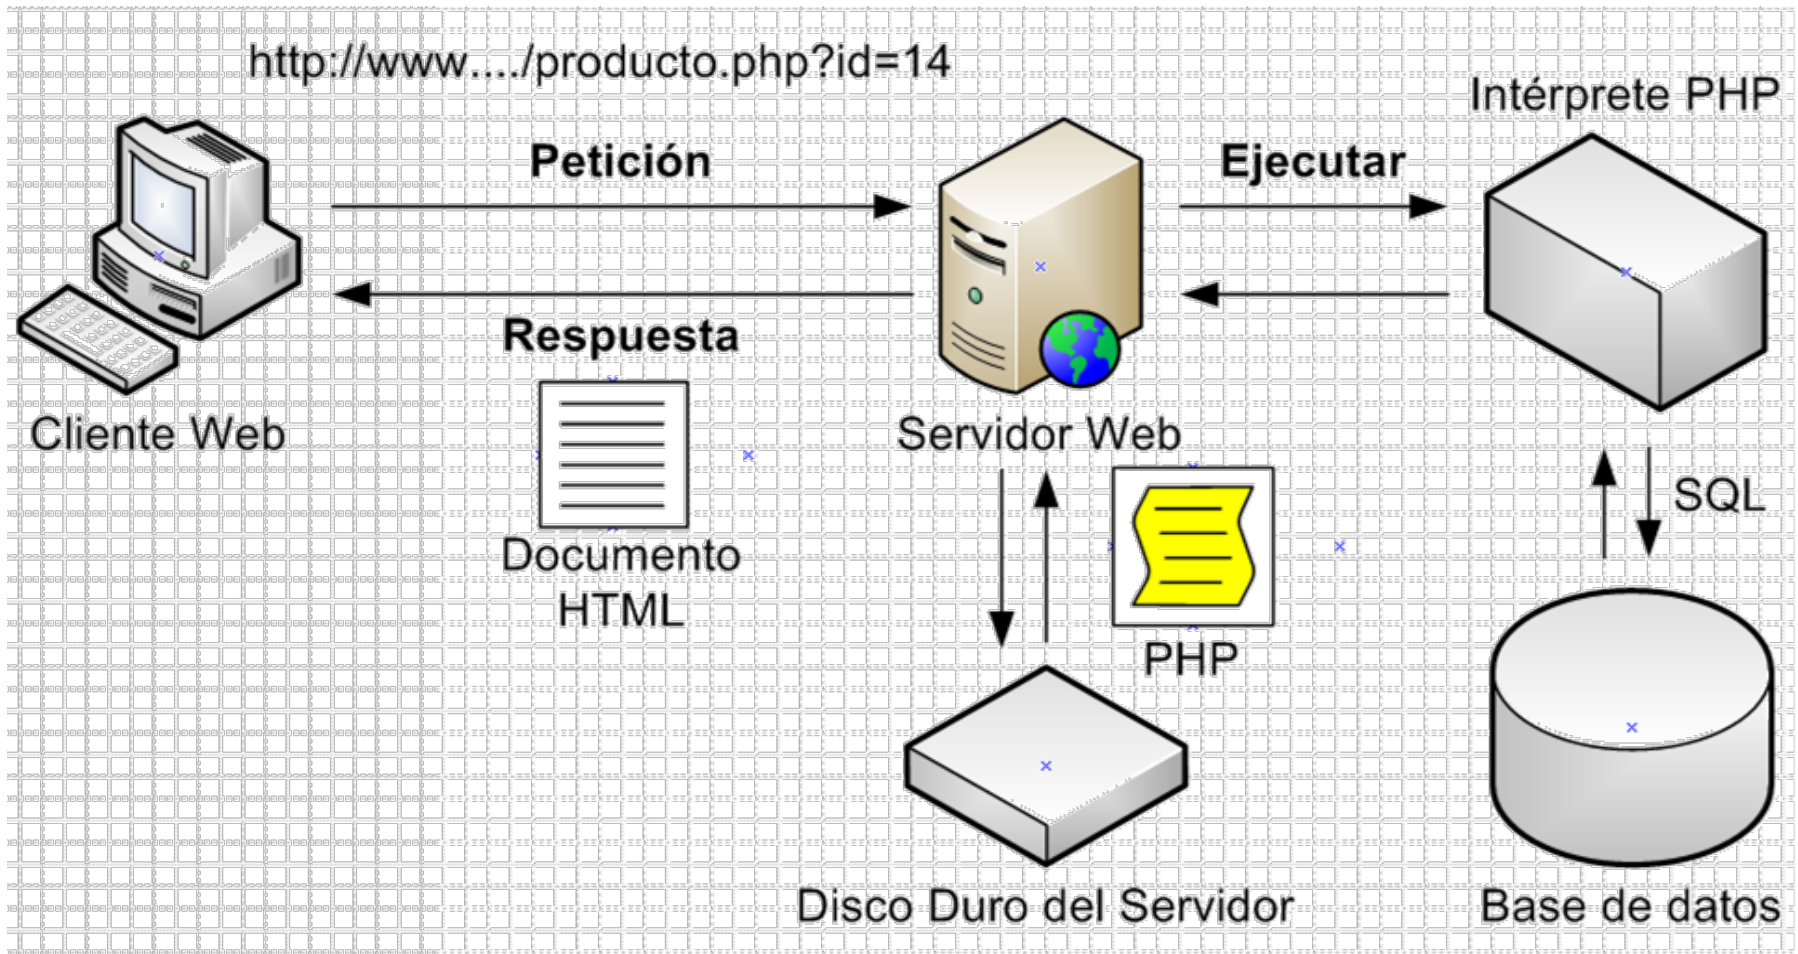 http://www..../producto.php?id=14
Intérprete PHP
Petición
Ejecutar
Respuesta
Cliente Web
Servidor Web
SQL
Documento
HTML
PHP
Disco Duro del Servidor
Base de datos